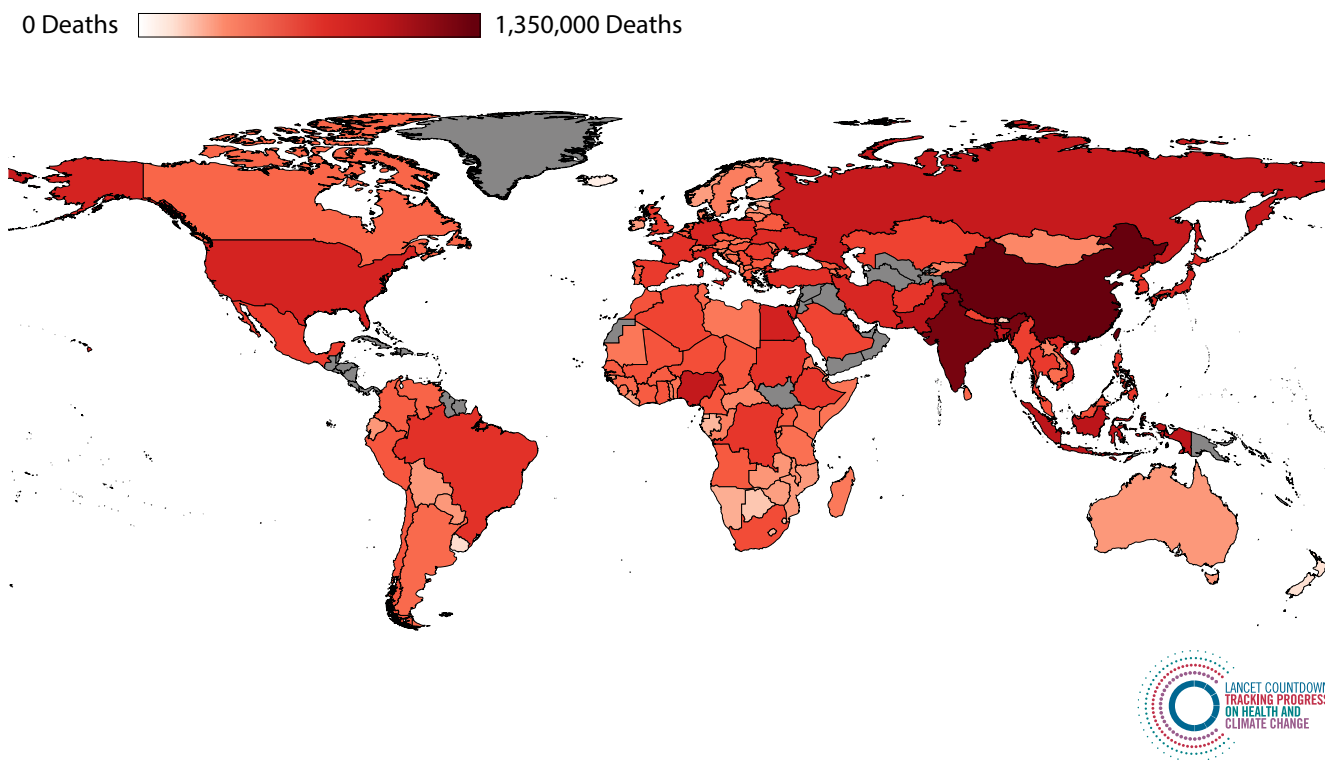 0 Deaths 1,350,000 Deaths
LANCET COUNTDOWN
TRACKING PROGRESS
ON HEALTH AND
CLIMATE CHANGE